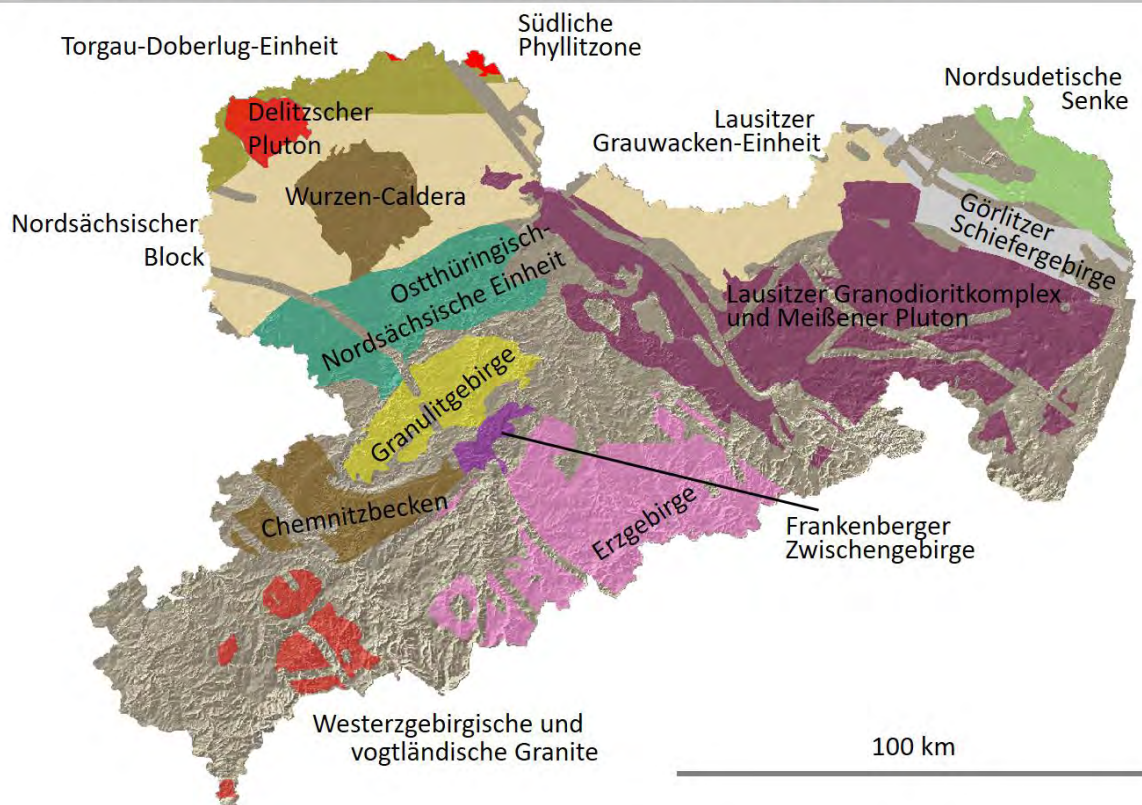 Torgau-Doberlug-Einheit
Südliche
Phyllitzone
Nordsudetische
Senke
Delitzscher
Pluton
Lausitzer
Grauwacken-Einheit
Wurzen-Caldera
Görlitzer
Schiefergebirge
Nordsächsischer
Block
Ostthüringisch-
Nordsächsische Einheit
Lausitzer Granodioritkomplex
und Meißener Pluton
Granulitgebirge
Chemnitzbecken
Erzgebirge
Frankenberger
Zwischengebirge
Westerzgebirgische und
vogtländische Granite
100 km